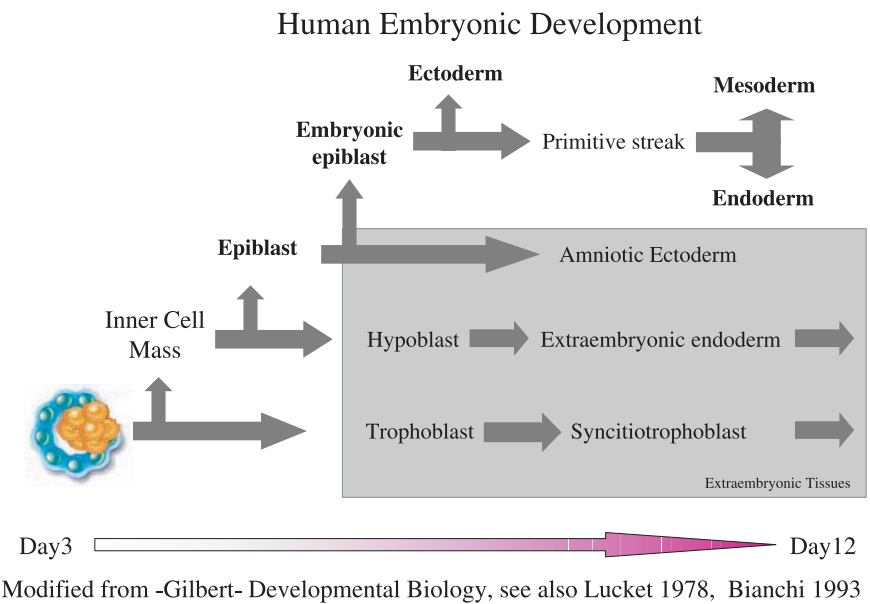 Human Embryonic Development
Ectoderm
Mesoderm
Embryonic
epiblast
Primitive streak
Endoderm
Epiblast
Amniotic Ectoderm
Inner Cell
Mass
Hypoblast
Extraembryonic endoderm
Trophoblast
Syncitiotrophoblast
Extraembryonic Tissues
Day3
Day12
Modified from -Gilbert- Developmental Biology, see also Lucket 1978, Bianchi 1993